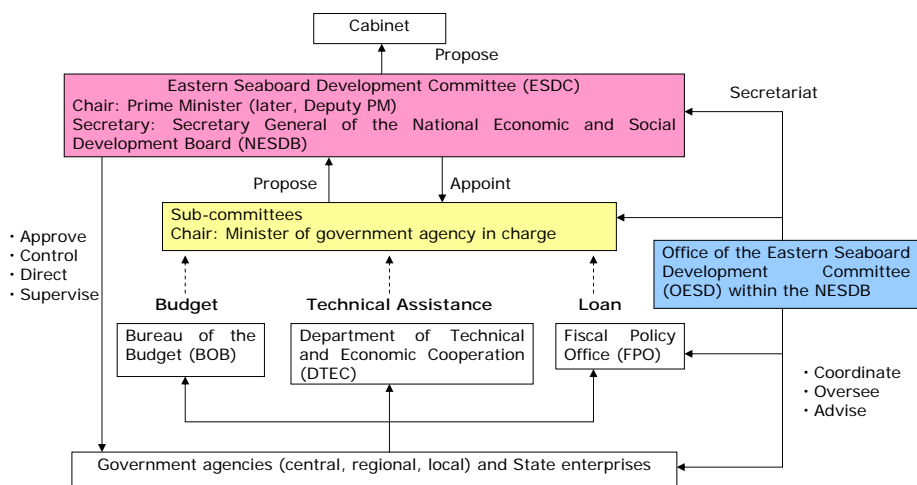 Cabinet
Propose
Eastern Seaboard Development Committee (ESDC)
Chair: Prime Minister (later, Deputy PM)
Secretary: Secretary General of the National Economic and Social
Development Board (NESDB)
Secretariat
Propose
Appoint
Sub-committees
Chair: Minister of government agency in charge
・Approve
・Control
・Direct
・Supervise
Office of the Eastern Seaboard
Development Committee
(OESD) within the NESDB
Budget
Technical Assistance
Loan
Bureau of the
Budget (BOB)
Department of Technical
and Economic Cooperation
(DTEC)
Fiscal Policy
Office (FPO)
・Coordinate
・Oversee
・Advise
Government agencies (central, regional, local) and State enterprises